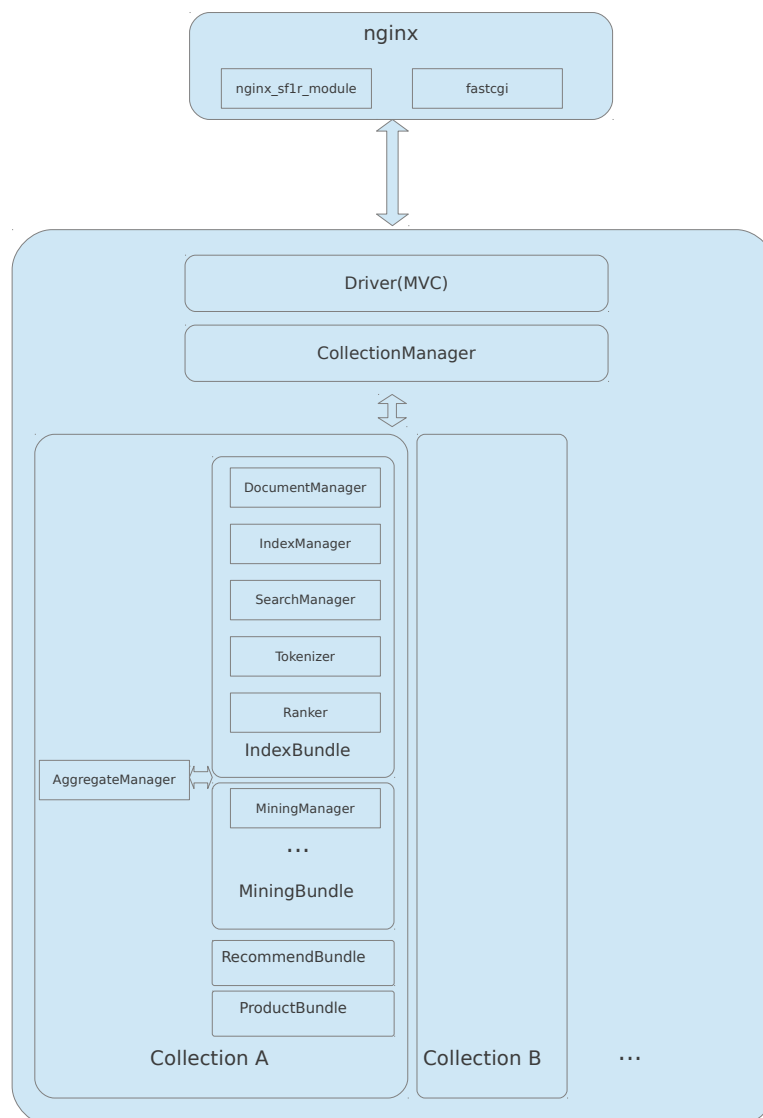 nginx
nginx_sf1r_module
fastcgi
Driver(MVC)
CollectionManager
DocumentManager
IndexManager
SearchManager
Tokenizer
Ranker
IndexBundle
AggregateManager
MiningManager
...
MiningBundle
RecommendBundle
ProductBundle
Collection A
Collection B
...